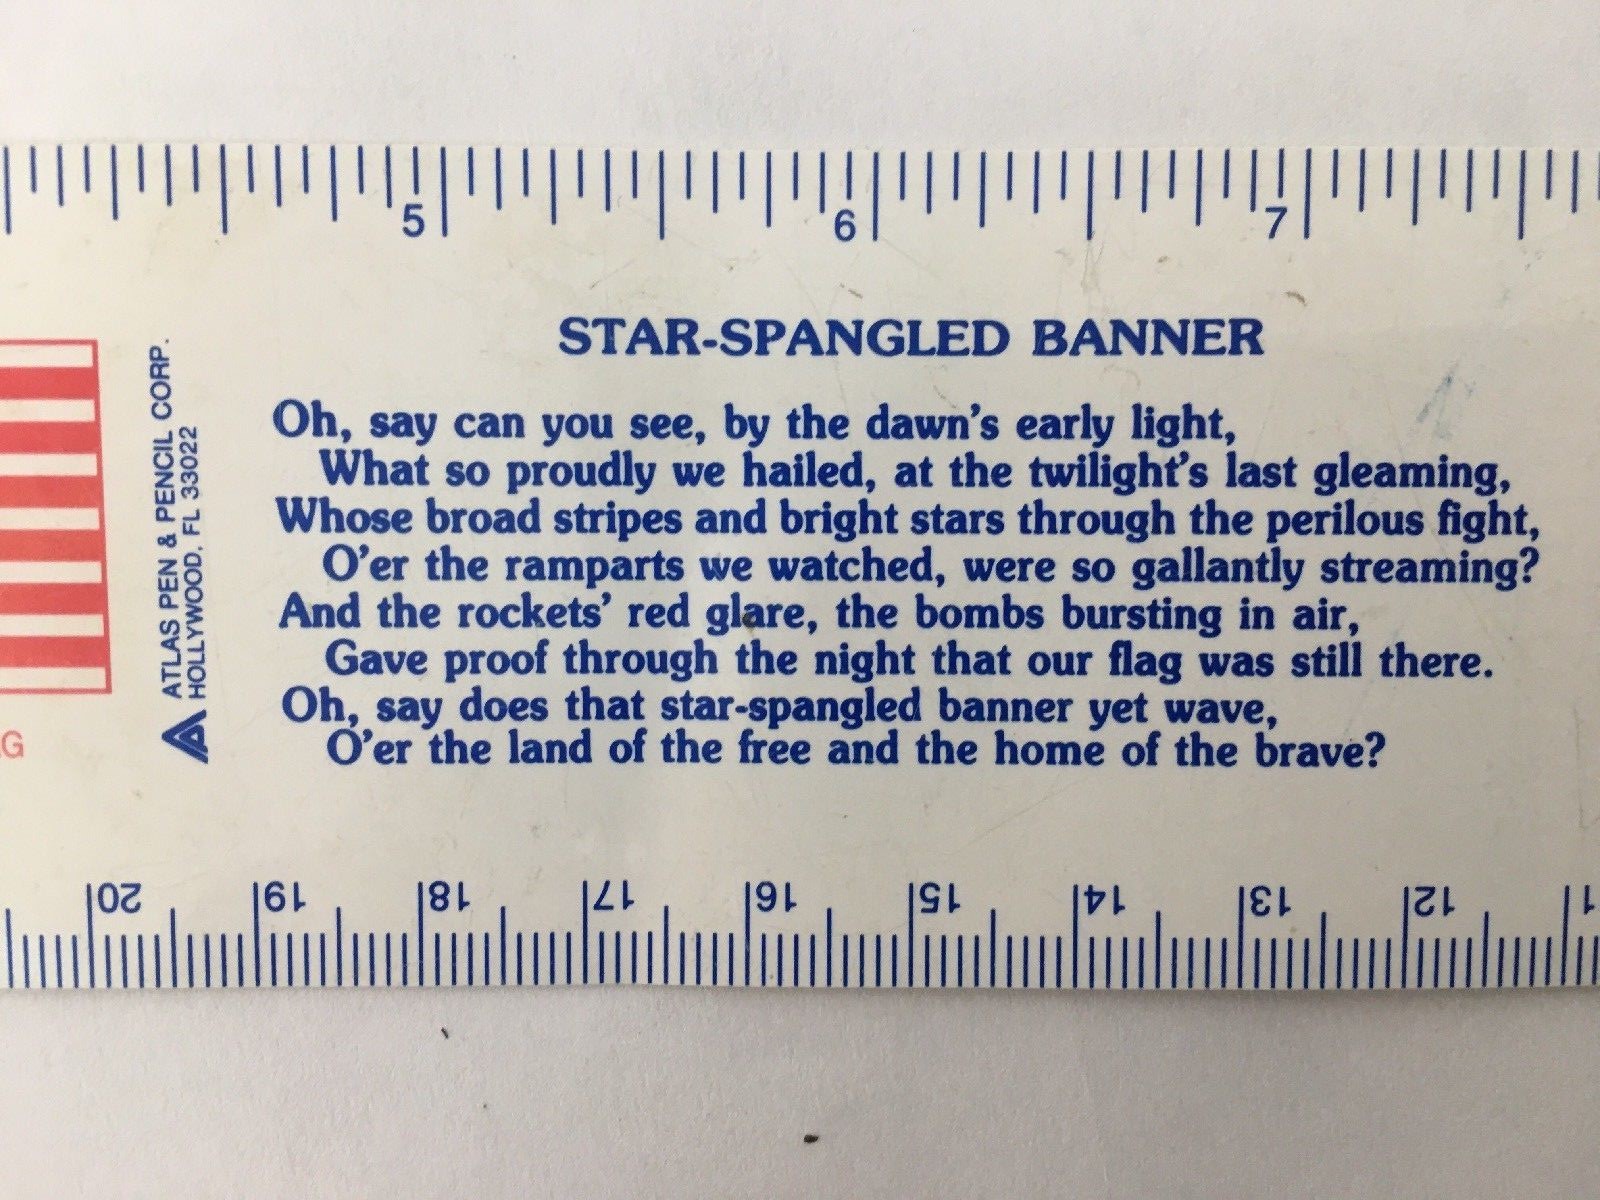 5 6 7
STAR-SPANGLED BANNER
Oh, say can you see, by the dawn's early light,
What so proudly we hailed, at the twilight's last gleaming,
Whose broad stripes and bright stars through the perilous fight,
O'er the ramparts we watched, were so gallantly streaming?
And the rockets' red glare, the bombs bursting in air,
Gave proof through the night that our flag was still there.
Oh, say does that star-spangled banner yet wave,
O'er the land of the free and the home of the brave?
ATLAS PEN & PENCIL CORP.
HOLLYWOOD, FL 33022
G
20 19 18 17 16 15 14 13 12